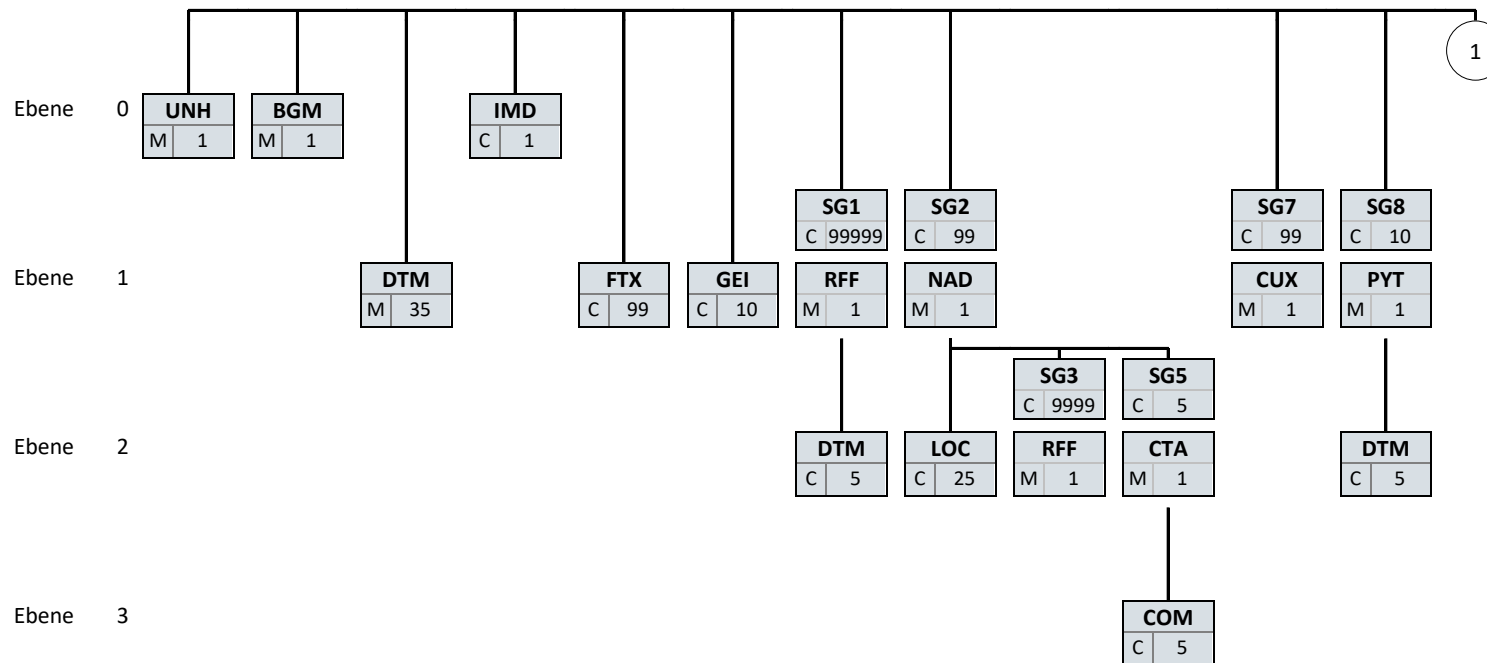 1
Ebene 0 UNH BGM IMD
M 1 M 1 C 1
SG1 SG2 SG7 SG8
C 99999 C 99 C 99 C 10
Ebene 1 DTM FTX GEI RFF NAD CUX PYT
M 35 C 99 C 10 M 1 M 1 M 1 M 1
SG3 SG5
C 9999 C 5
Ebene 2 DTM LOC RFF CTA DTM
C 5 C 25 M 1 M 1 C 5
Ebene 3 COM
C 5